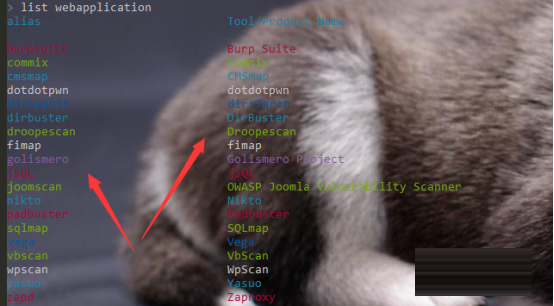 > list webapplication
alias Tool/Product Name
burpsuite Burp Suite
commix Commix
cmsmap CMSmap
dotdotpwn dotdotpwn
dirsearch dirsearch
dirbuster DirBuster
droopescan Droopescan
fimap fimap
golismero Golismero Project
jSQL jSQL
joomscan OWASP Joomla Vulnerability Scanner
nikto Nikto
padbuster Padbuster
sqlmap SQLmap
vega Vega
vbscan VbScan
wpscan WpScan
yasuo Yasuo
zapd Zaproxy